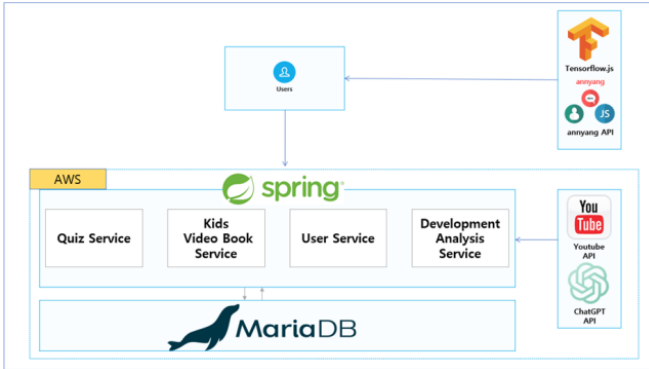 Tensorflow.js
annyang
JS
annyang API
Users
AWS
spring
Quiz Service
Kids
Video Book
Service
User Service
Development
Analysis
Service
You
Tube
Youtube
API
ChatGPT
API
MariaDB